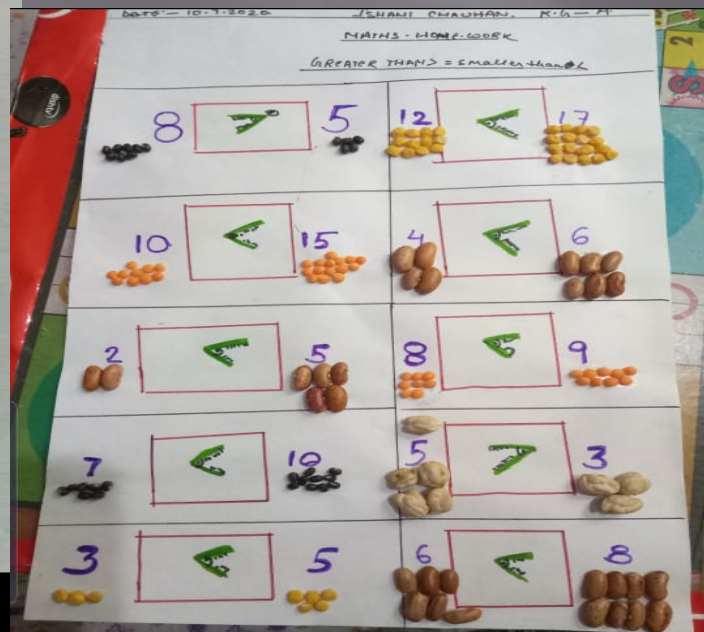 DATE:- 10.7.2020 ISHANI CHAUHAN. K.G-A
MATHS.HOME.WORK
GREATER THAN> = Smaller than <
8 > 5 12 < 17
10 < 15 4 < 6
2 < 5 8 < 9
7 < 10 5 > 3
3 < 5 6 < 8
2
S